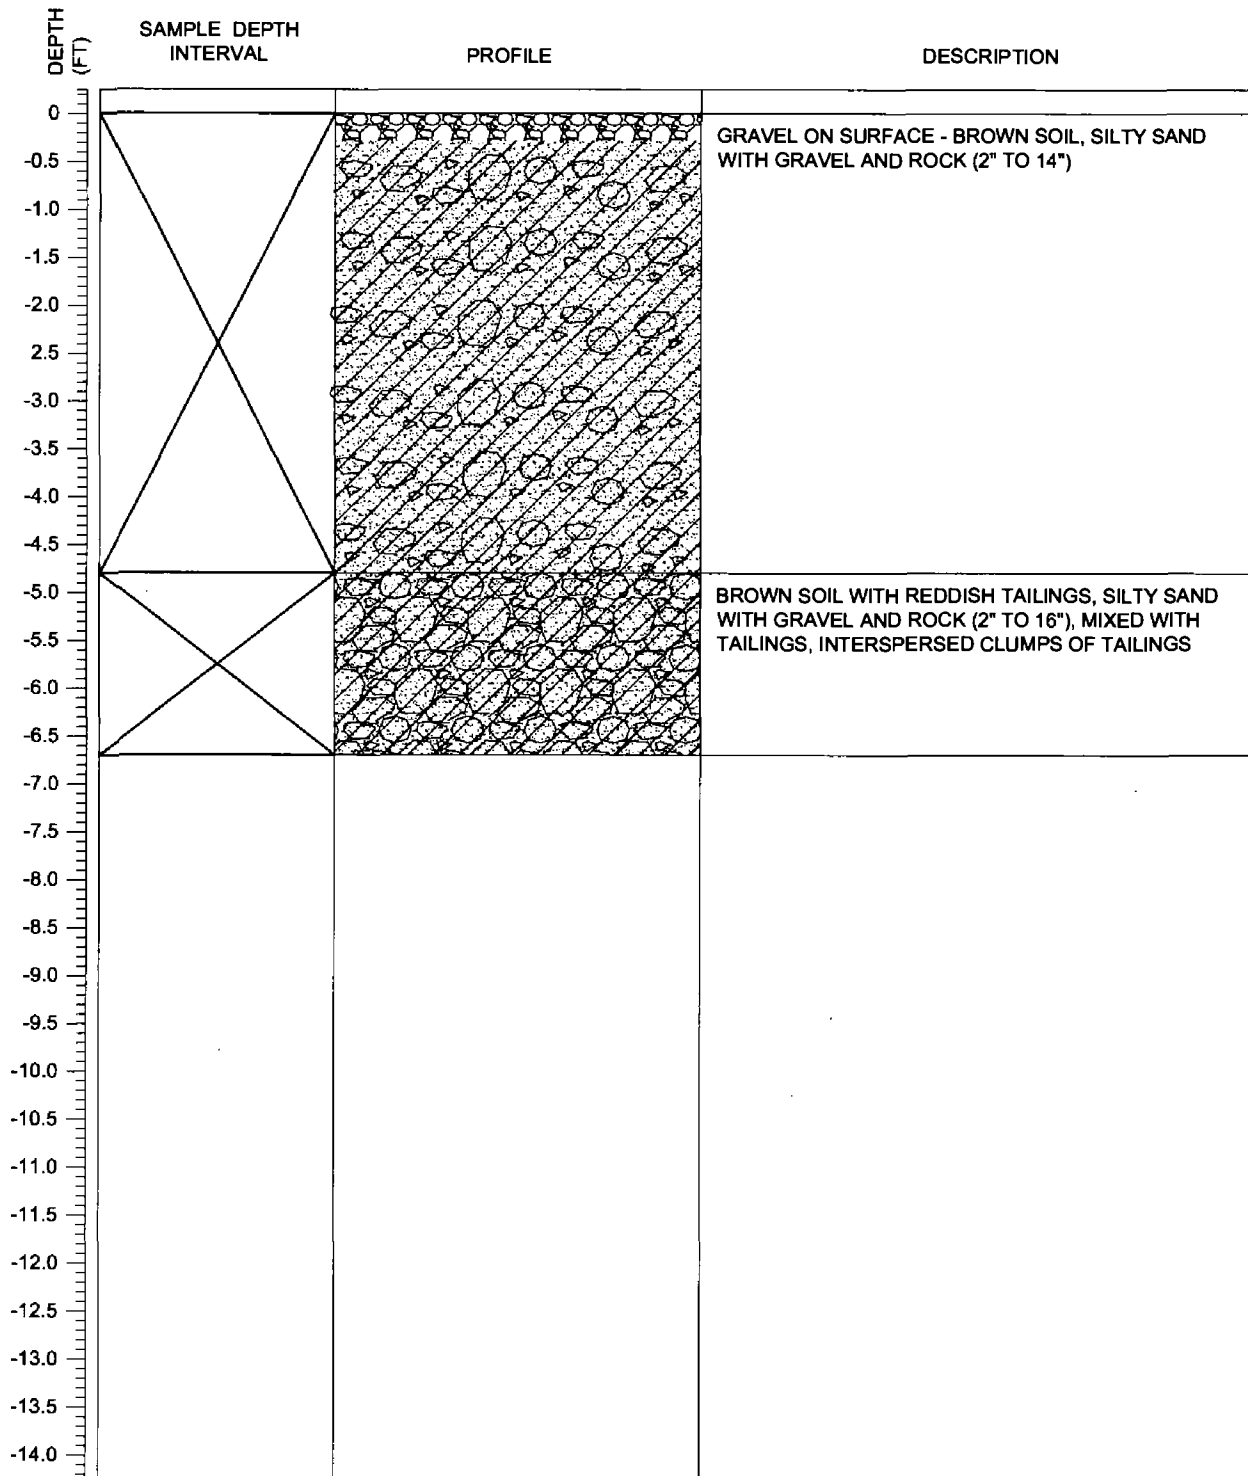 DEPTH
(FT)
SAMPLE DEPTH
INTERVAL
PROFILE
DESCRIPTION
0
-0.5
-1.0
-1.5
-2.0
2.5
-3.0
-3.5
-4.0
-4.5
-5.0
-5.5
-6.0
-6.5
-7.0
-7.5
-8.0
-8.5
-9.0
-9.5
-10.0
-10.5
-11.0
-11.5
-12.0
-12.5
-13.0
-13.5
-14.0
GRAVEL ON SURFACE - BROWN SOIL, SILTY SAND
WITH GRAVEL AND ROCK (2" TO 14")
BROWN SOIL WITH REDDISH TAILINGS, SILTY SAND
WITH GRAVEL AND ROCK (2" TO 16"), MIXED WITH
TAILINGS, INTERSPERSED CLUMPS OF TAILINGS